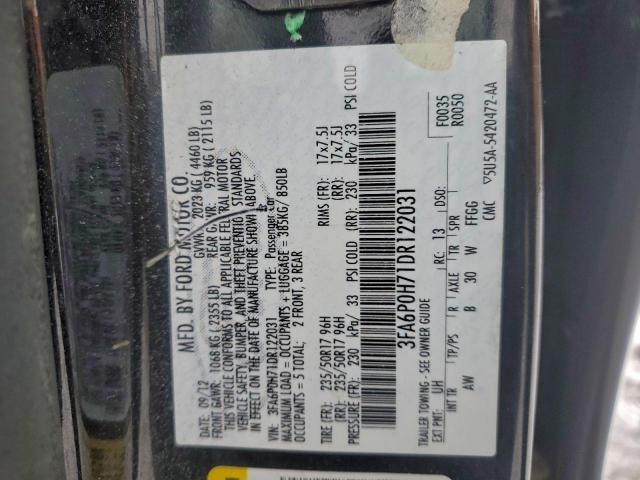 MFD. BY FORD MOTOR CO.
DATE: 09/12 GVWR: 2023 KG ( 4460 LB)
FRONT GAWR: 1068 KG ( 2355 LB) REAR GAWR: 959 KG ( 2115 LB)
THIS VEHICLE CONFORMS TO ALL APPLICABLE FEDERAL MOTOR
VEHICLE SAFETY, BUMPER, AND THEFT PREVENTION STANDARDS
IN EFFECT ON THE DATE OF MANUFACTURE SHOWN ABOVE.
VIN: 3FA6P0H71DR122031 TYPE: Passenger car
MAXIMUM LOAD = OCCUPANTS + LUGGAGE = 385KG/ 850LB
OCCUPANTS = 5 TOTAL; 2 FRONT, 3 REAR
TIRE (FR): 235/50R17 96H RIMS (FR): 17x7.5J
(RR): 235/50R17 96H (RR): 17x7.5J
PRESSURE (FR): 230 kPa/ 33 PSI COLD (RR): 230 kPa/ 33 PSI COLD
3FA6P0H71DR122031
F0035
R0050
TRAILER TOWING - SEE OWNER GUIDE
EXT PNT: UH RC: 13 DSO:
INT TR TP/PS R AXLE TR SPR
AW B 30 W FFGG
CMC ▽5U5A-5420472-AA